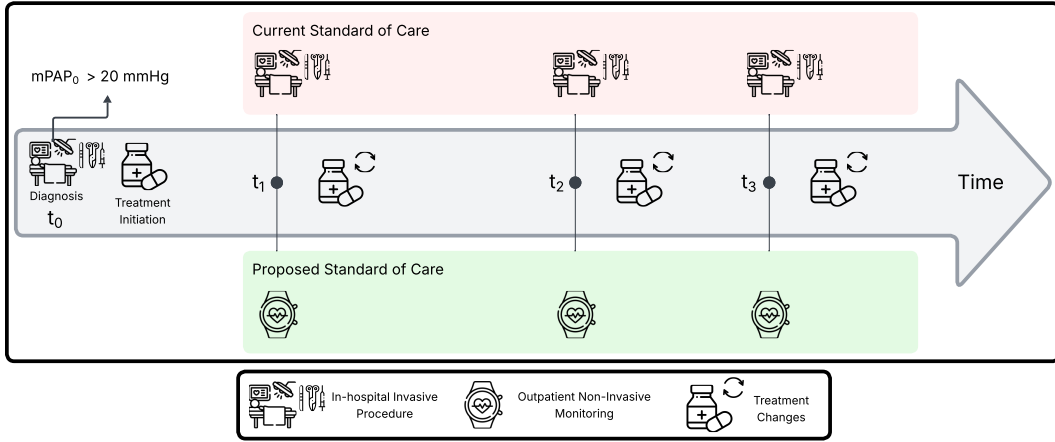 Current Standard of Care
mPAP₀ > 20 mmHg
Diagnosis
t₀
Treatment
Initiation
t₁
t₂
t₃
Time
Proposed Standard of Care
In-hospital Invasive
Procedure
Outpatient Non-Invasive
Monitoring
Treatment
Changes